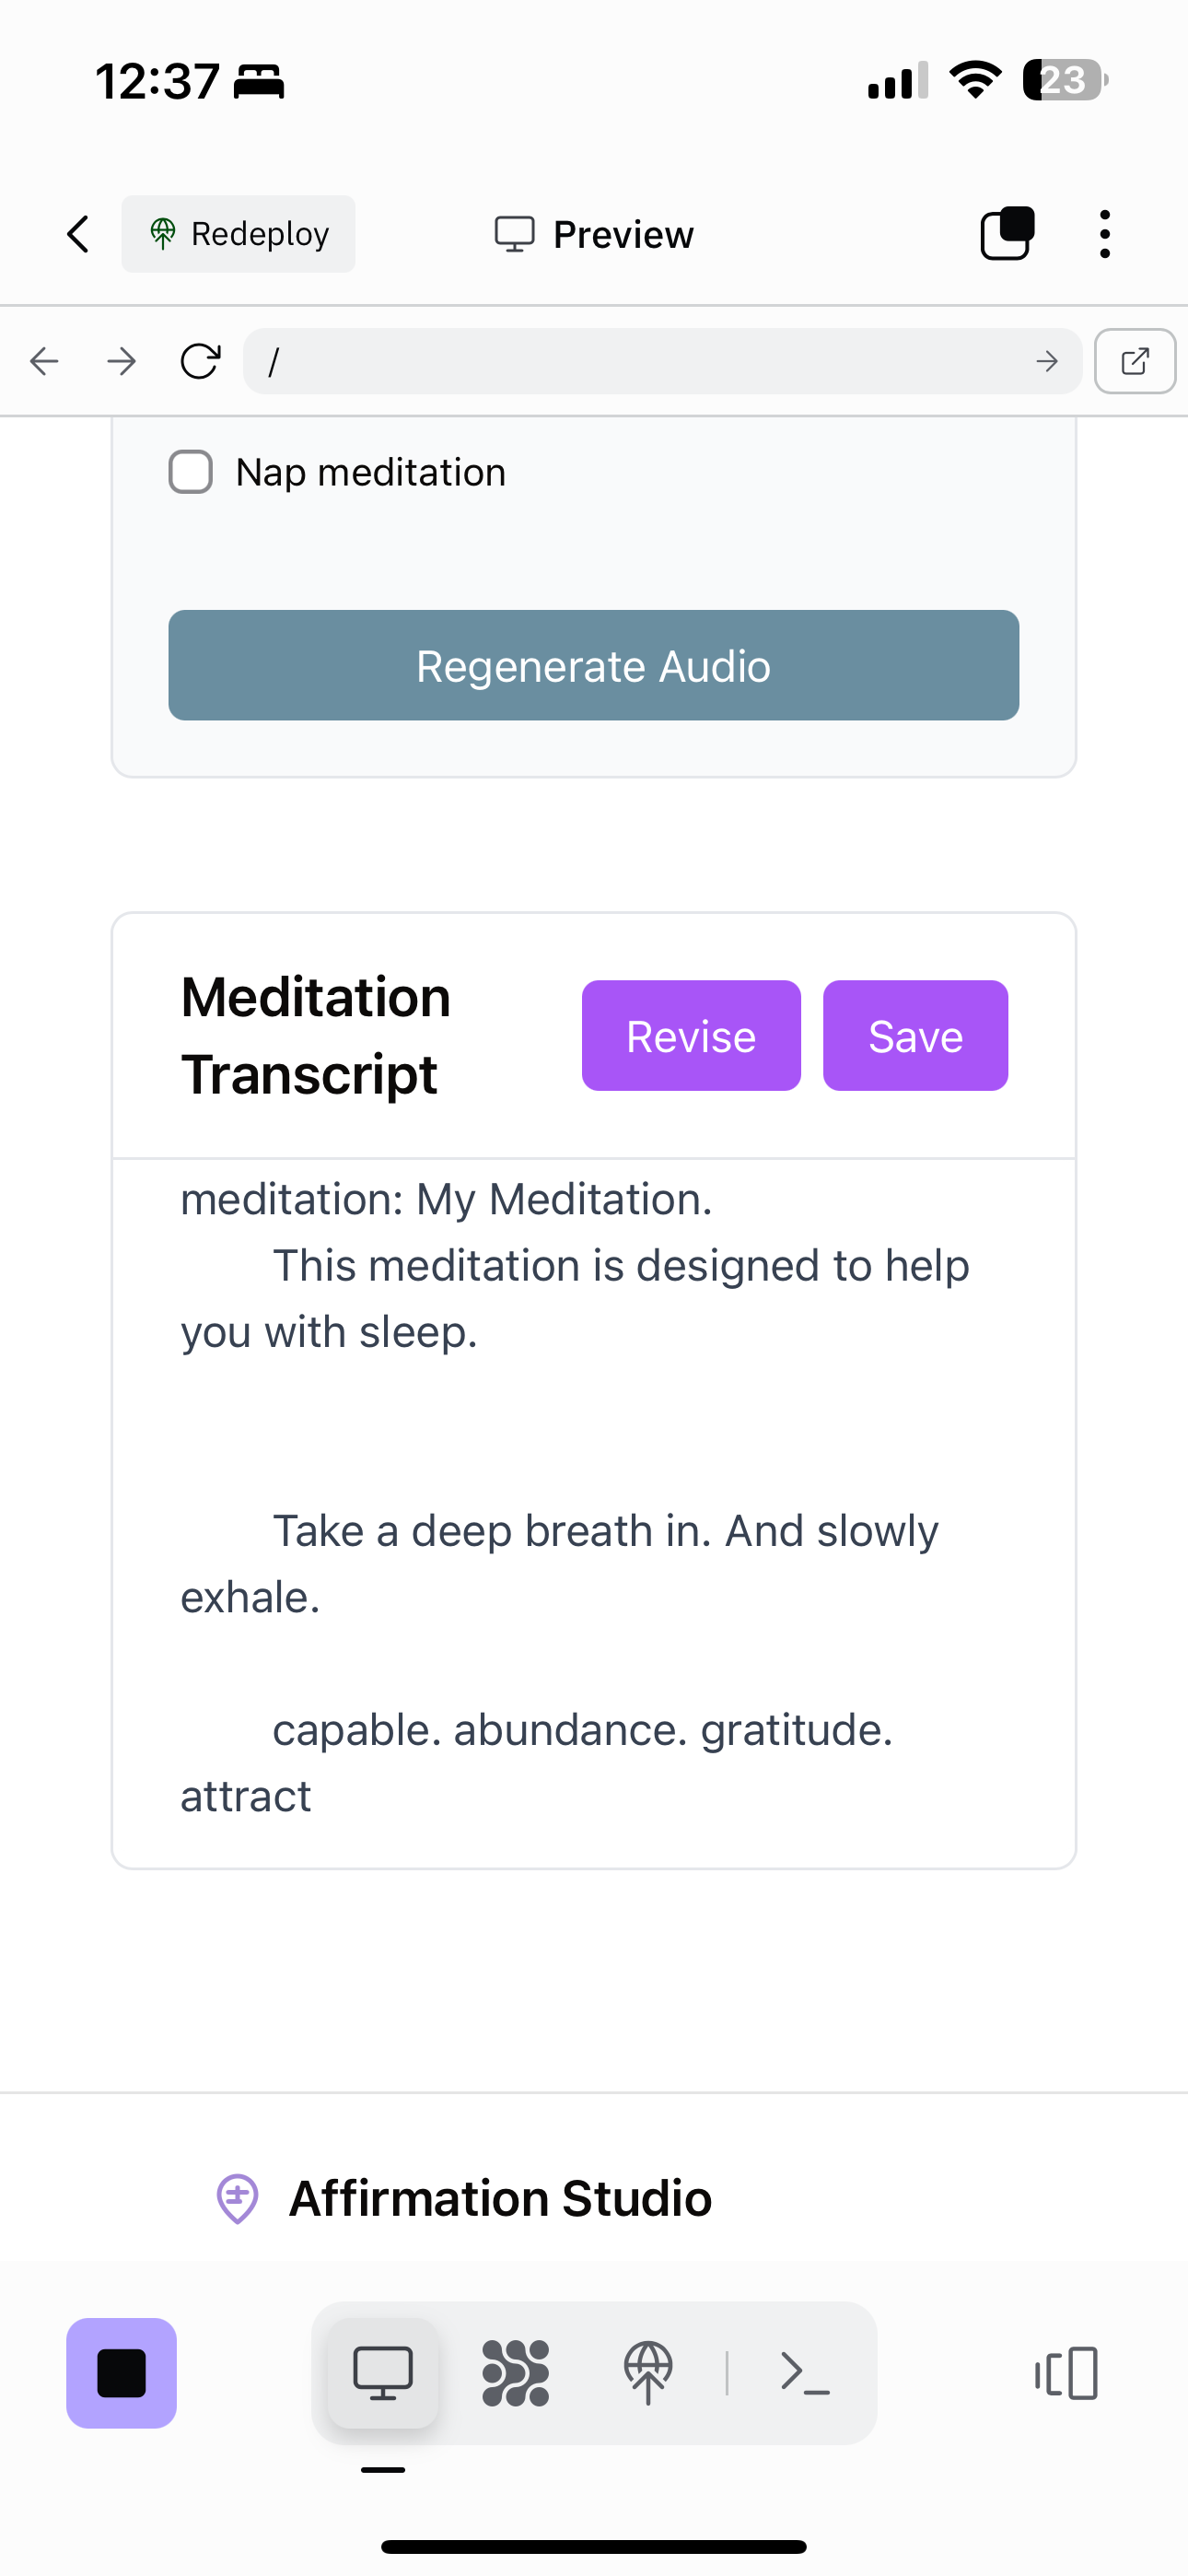 12:37
23
Redeploy
Preview
/
Nap meditation
Regenerate Audio
Meditation
Transcript
Revise
Save
meditation: My Meditation.
This meditation is designed to help
you with sleep.
Take a deep breath in. And slowly
exhale.
capable. abundance. gratitude.
attract
Affirmation Studio